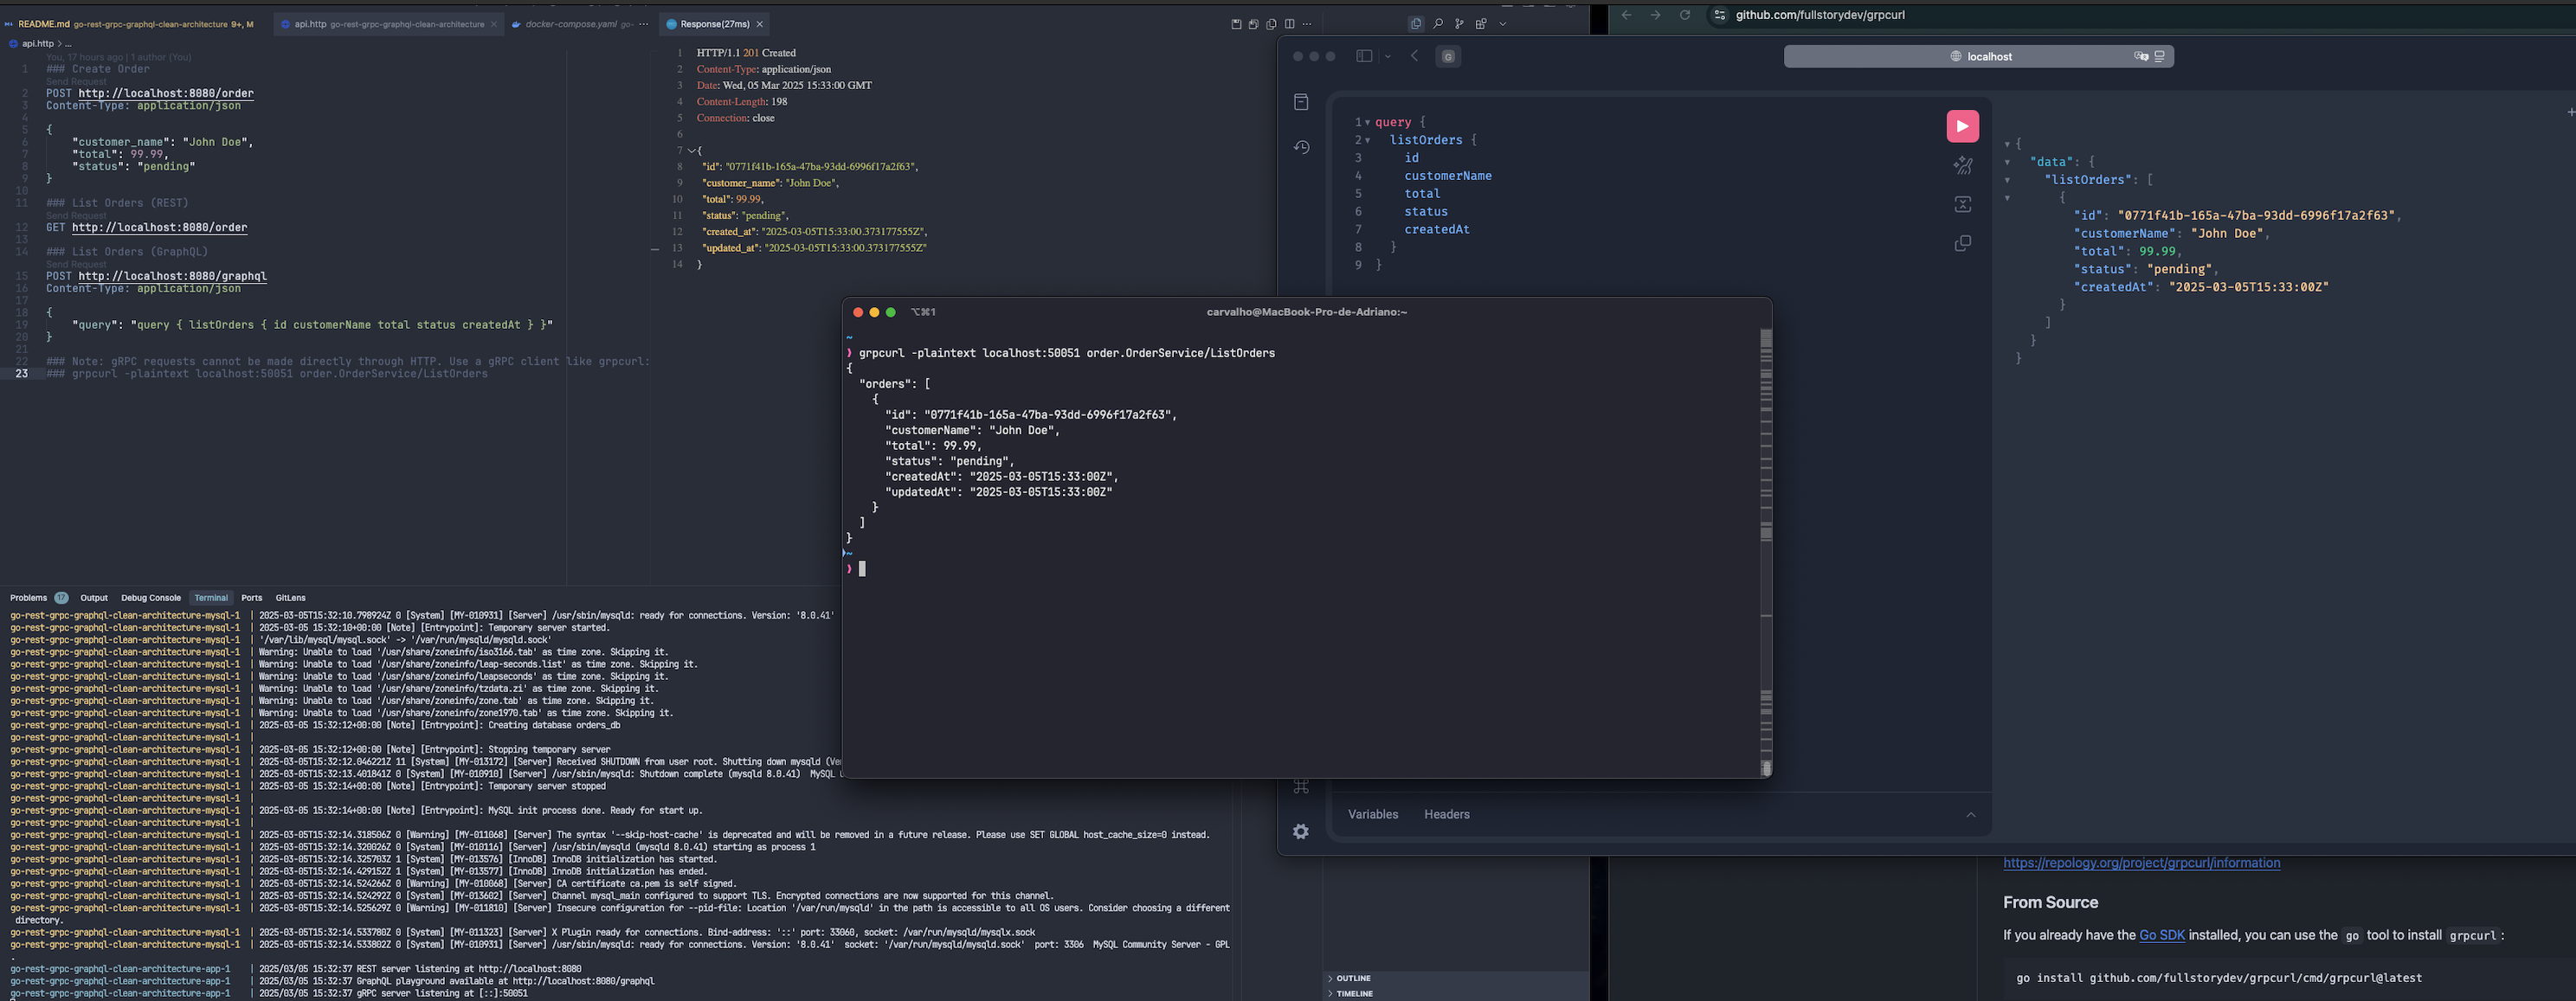 README.md go-rest-grpc-graphql-clean-architecture 9+, M
api.http go-rest-grpc-graphql-clean-architecture
docker-compose.yaml go-
api.http > ...
You, 17 hours ago | 1 author (You)
1 ### Create Order
Send Request
2 POST http://localhost:8080/order
3 Content-Type: application/json
4
5 {
6 "customer_name": "John Doe",
7 "total": 99.99,
8 "status": "pending"
9 }
10
11 ### List Orders (REST)
Send Request
12 GET http://localhost:8080/order
13
14 ### List Orders (GraphQL)
Send Request
15 POST http://localhost:8080/graphql
16 Content-Type: application/json
17
18 {
19 "query": "query { listOrders { id customerName total status createdAt } }"
20 }
21
22 ### Note: gRPC requests cannot be made directly through HTTP. Use a gRPC client like grpcurl:
23 ### grpcurl -plaintext localhost:50051 order.OrderService/ListOrders
Response(27ms)
1 HTTP/1.1 201 Created
2 Content-Type: application/json
3 Date: Wed, 05 Mar 2025 15:33:00 GMT
4 Content-Length: 198
5 Connection: close
6
7 {
8 "id": "0771f41b-165a-47ba-93dd-6996f17a2f63",
9 "customer_name": "John Doe",
10 "total": 99.99,
11 "status": "pending",
12 "created_at": "2025-03-05T15:33:00.373177555Z",
13 "updated_at": "2025-03-05T15:33:00.373177555Z"
14 }
github.com/fullstorydev/grpcurl
localhost
1 query {
2 listOrders {
3 id
4 customerName
5 total
6 status
7 createdAt
8 }
9 }
{
"data": {
"listOrders": [
{
"id": "0771f41b-165a-47ba-93dd-6996f17a2f63",
"customerName": "John Doe",
"total": 99.99,
"status": "pending",
"createdAt": "2025-03-05T15:33:00Z"
}
]
}
}
⌥⌘1
carvalho@MacBook-Pro-de-Adriano:~
~
❯ grpcurl -plaintext localhost:50051 order.OrderService/ListOrders
{
"orders": [
{
"id": "0771f41b-165a-47ba-93dd-6996f17a2f63",
"customerName": "John Doe",
"total": 99.99,
"status": "pending",
"createdAt": "2025-03-05T15:33:00Z",
"updatedAt": "2025-03-05T15:33:00Z"
}
]
}
~
❯
Variables Headers
Problems 17 Output Debug Console Terminal Ports GitLens
go-rest-grpc-graphql-clean-architecture-mysql-1 | 2025-03-05T15:32:10.798924Z 0 [System] [MY-010931] [Server] /usr/sbin/mysqld: ready for connections. Version: '8.0.41'
go-rest-grpc-graphql-clean-architecture-mysql-1 | 2025-03-05 15:32:10+00:00 [Note] [Entrypoint]: Temporary server started.
go-rest-grpc-graphql-clean-architecture-mysql-1 | '/var/lib/mysql/mysql.sock' -> '/var/run/mysqld/mysqld.sock'
go-rest-grpc-graphql-clean-architecture-mysql-1 | Warning: Unable to load '/usr/share/zoneinfo/iso3166.tab' as time zone. Skipping it.
go-rest-grpc-graphql-clean-architecture-mysql-1 | Warning: Unable to load '/usr/share/zoneinfo/leap-seconds.list' as time zone. Skipping it.
go-rest-grpc-graphql-clean-architecture-mysql-1 | Warning: Unable to load '/usr/share/zoneinfo/leapseconds' as time zone. Skipping it.
go-rest-grpc-graphql-clean-architecture-mysql-1 | Warning: Unable to load '/usr/share/zoneinfo/tzdata.zi' as time zone. Skipping it.
go-rest-grpc-graphql-clean-architecture-mysql-1 | Warning: Unable to load '/usr/share/zoneinfo/zone.tab' as time zone. Skipping it.
go-rest-grpc-graphql-clean-architecture-mysql-1 | Warning: Unable to load '/usr/share/zoneinfo/zone1970.tab' as time zone. Skipping it.
go-rest-grpc-graphql-clean-architecture-mysql-1 | 2025-03-05 15:32:12+00:00 [Note] [Entrypoint]: Creating database orders_db
go-rest-grpc-graphql-clean-architecture-mysql-1 |
go-rest-grpc-graphql-clean-architecture-mysql-1 | 2025-03-05 15:32:12+00:00 [Note] [Entrypoint]: Stopping temporary server
go-rest-grpc-graphql-clean-architecture-mysql-1 | 2025-03-05T15:32:12.046221Z 11 [System] [MY-013172] [Server] Received SHUTDOWN from user root. Shutting down mysqld (Ve
go-rest-grpc-graphql-clean-architecture-mysql-1 | 2025-03-05T15:32:13.401841Z 0 [System] [MY-010910] [Server] /usr/sbin/mysqld: Shutdown complete (mysqld 8.0.41) MySQL
go-rest-grpc-graphql-clean-architecture-mysql-1 | 2025-03-05 15:32:14+00:00 [Note] [Entrypoint]: Temporary server stopped
go-rest-grpc-graphql-clean-architecture-mysql-1 |
go-rest-grpc-graphql-clean-architecture-mysql-1 | 2025-03-05 15:32:14+00:00 [Note] [Entrypoint]: MySQL init process done. Ready for start up.
go-rest-grpc-graphql-clean-architecture-mysql-1 |
go-rest-grpc-graphql-clean-architecture-mysql-1 | 2025-03-05T15:32:14.318506Z 0 [Warning] [MY-011068] [Server] The syntax '--skip-host-cache' is deprecated and will be removed in a future release. Please use SET GLOBAL host_cache_size=0 instead.
go-rest-grpc-graphql-clean-architecture-mysql-1 | 2025-03-05T15:32:14.320026Z 0 [System] [MY-010116] [Server] /usr/sbin/mysqld (mysqld 8.0.41) starting as process 1
go-rest-grpc-graphql-clean-architecture-mysql-1 | 2025-03-05T15:32:14.325703Z 1 [System] [MY-013576] [InnoDB] InnoDB initialization has started.
go-rest-grpc-graphql-clean-architecture-mysql-1 | 2025-03-05T15:32:14.429152Z 1 [System] [MY-013577] [InnoDB] InnoDB initialization has ended.
go-rest-grpc-graphql-clean-architecture-mysql-1 | 2025-03-05T15:32:14.524266Z 0 [Warning] [MY-010068] [Server] CA certificate ca.pem is self signed.
go-rest-grpc-graphql-clean-architecture-mysql-1 | 2025-03-05T15:32:14.524292Z 0 [System] [MY-013602] [Server] Channel mysql_main configured to support TLS. Encrypted connections are now supported for this channel.
go-rest-grpc-graphql-clean-architecture-mysql-1 | 2025-03-05T15:32:14.525629Z 0 [Warning] [MY-011810] [Server] Insecure configuration for --pid-file: Location '/var/run/mysqld' in the path is accessible to all OS users. Consider choosing a different
directory.
go-rest-grpc-graphql-clean-architecture-mysql-1 | 2025-03-05T15:32:14.533780Z 0 [System] [MY-011323] [Server] X Plugin ready for connections. Bind-address: '::' port: 33060, socket: /var/run/mysqld/mysqlx.sock
go-rest-grpc-graphql-clean-architecture-mysql-1 | 2025-03-05T15:32:14.533802Z 0 [System] [MY-010931] [Server] /usr/sbin/mysqld: ready for connections. Version: '8.0.41' socket: '/var/run/mysqld/mysqld.sock' port: 3306 MySQL Community Server - GPL
.
go-rest-grpc-graphql-clean-architecture-app-1 | 2025/03/05 15:32:37 REST server listening at http://localhost:8080
go-rest-grpc-graphql-clean-architecture-app-1 | 2025/03/05 15:32:37 GraphQL playground available at http://localhost:8080/graphql
go-rest-grpc-graphql-clean-architecture-app-1 | 2025/03/05 15:32:37 gRPC server listening at [::]:50051
OUTLINE
TIMELINE
https://repology.org/project/grpcurl/information
From Source
If you already have the Go SDK installed, you can use the go tool to install grpcurl:
go install github.com/fullstorydev/grpcurl/cmd/grpcurl@latest